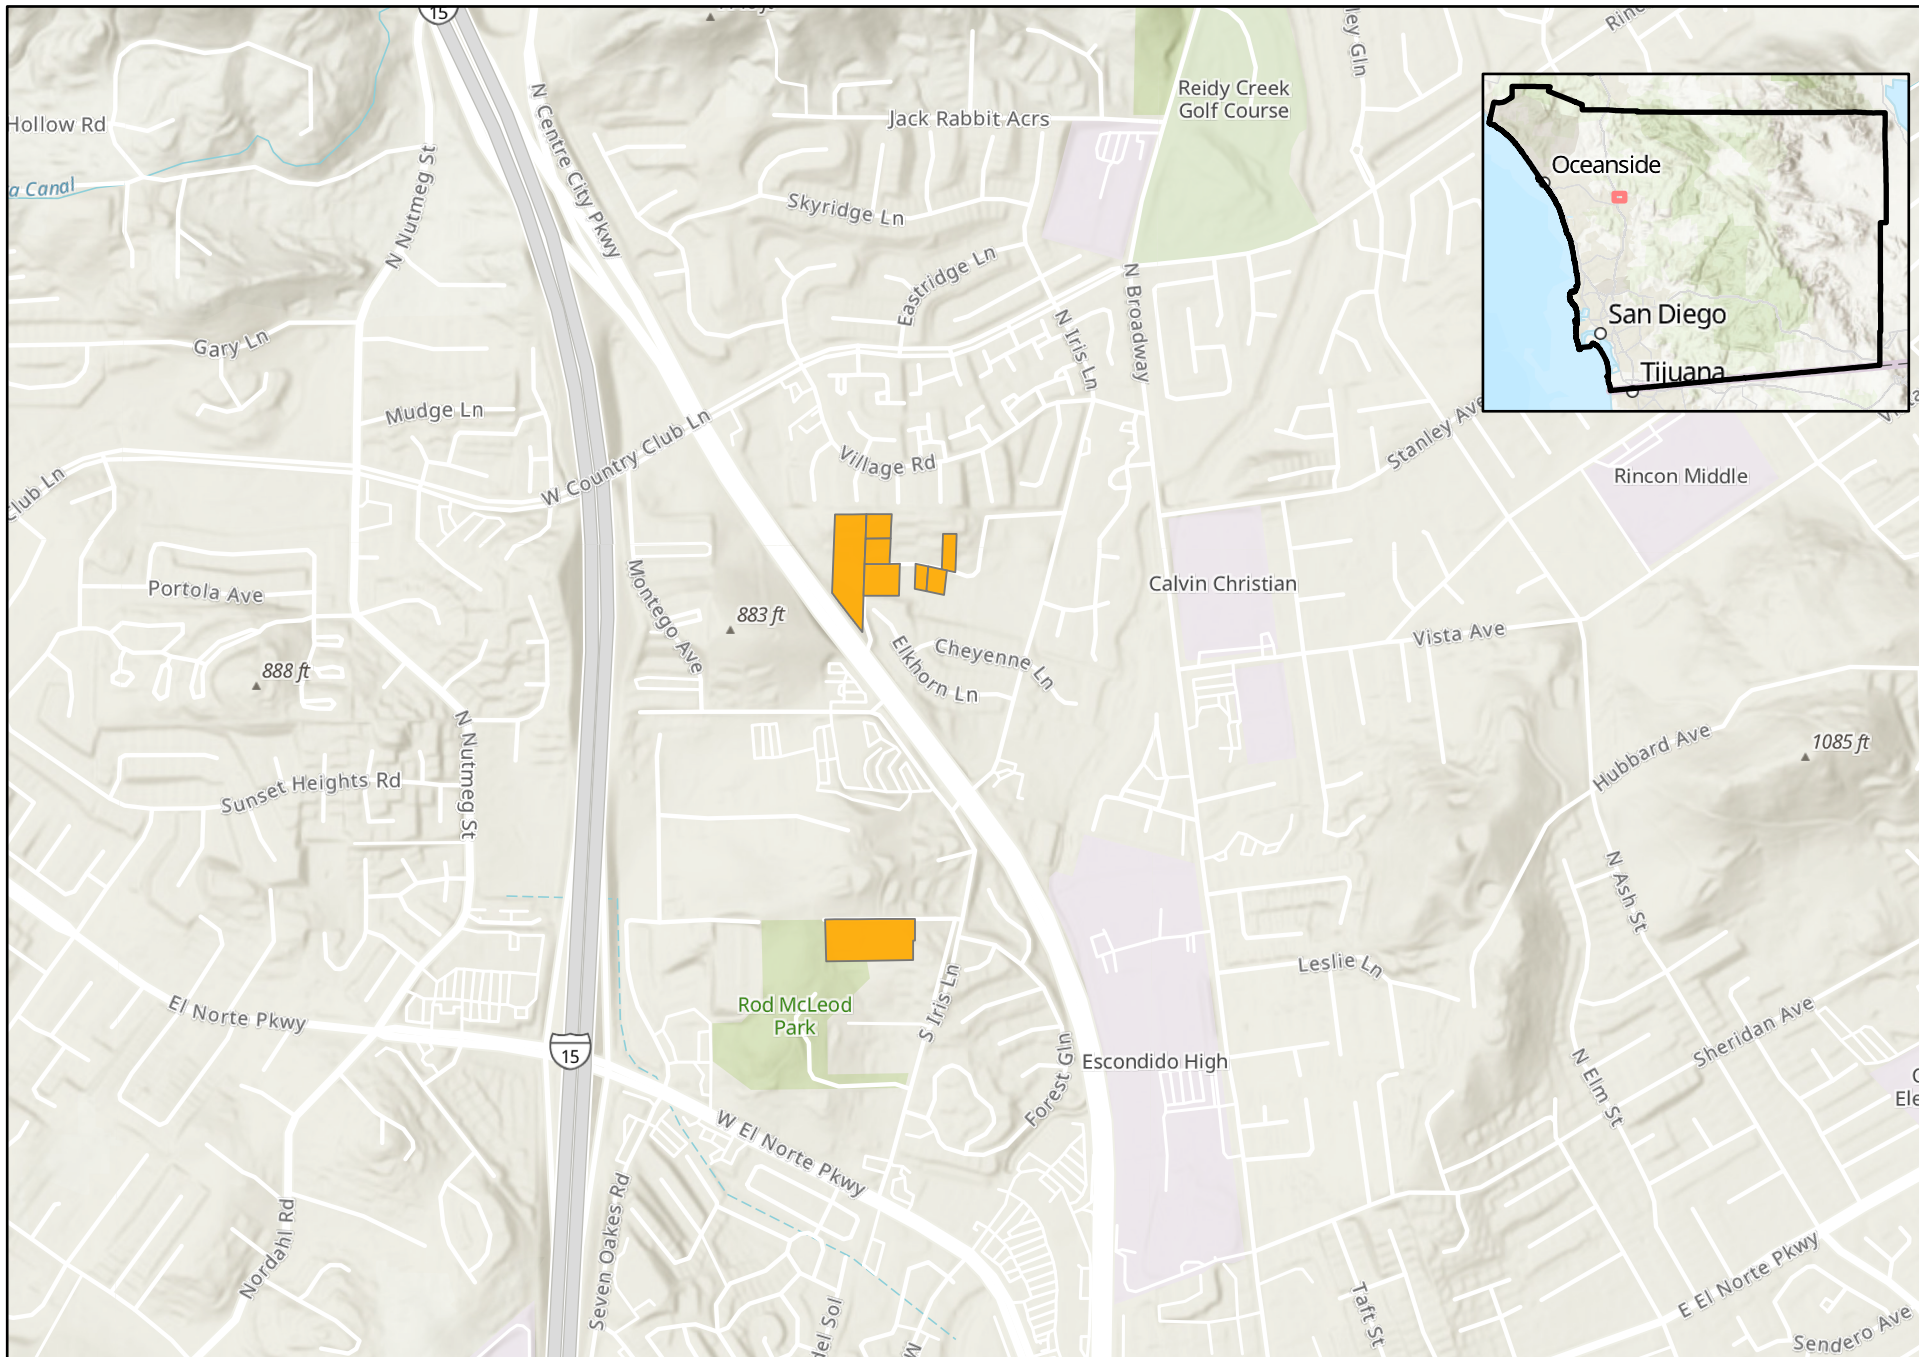 15
N Centre City Pkwy
Reidy Creek
Golf Course
Jack Rabbit Acrs
Hollow Rd
a Canal
N Nutmeg St
Skyridge Ln
Eastridge Ln
N Iris Ln
N Broadway
Oceanside
San Diego
Tijuana
Gary Ln
Mudge Ln
W Country Club Ln
Village Rd
Stanley Ave
Rincon Middle
Club Ln
Portola Ave
Montego Ave
883 ft
Calvin Christian
Vista Ave
Elkhorn Ln
Cheyenne Ln
888 ft
N Nutmeg St
Hubbard Ave
1085 ft
Sunset Heights Rd
N Ash St
Leslie Ln
El Norte Pkwy
Rod McLeod
Park
S Iris Ln
15
Forest Gln
Escondido High
Sheridan Ave
N Elm St
W El Norte Pkwy
Nordahl Rd
Seven Oakes Rd
del Sol
Taft St
E El Norte Pkwy
Sendero Ave